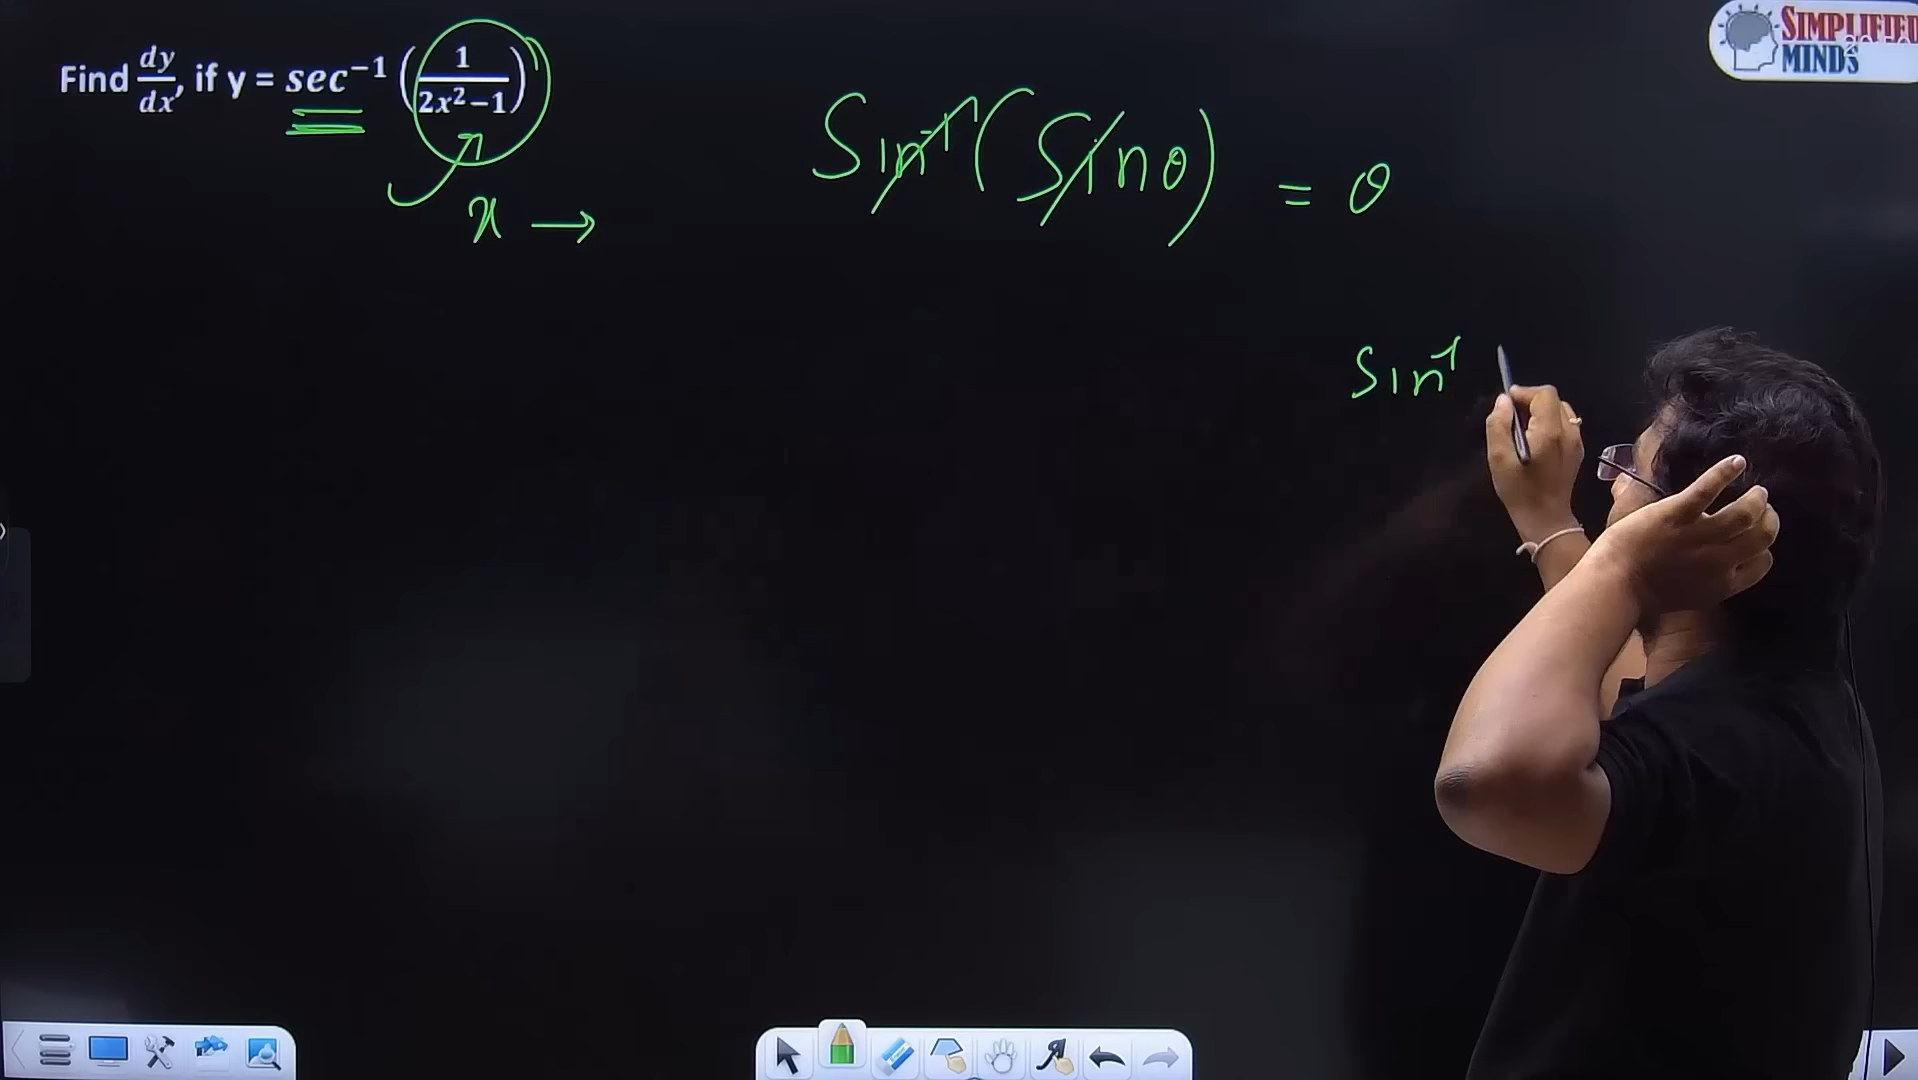 Find dy/dx, if y = sec⁻¹ (1/(2x²−1))
Sin⁻¹(Sinθ) = θ
x →
Sin⁻¹
SIMPLIFIED
MINDS